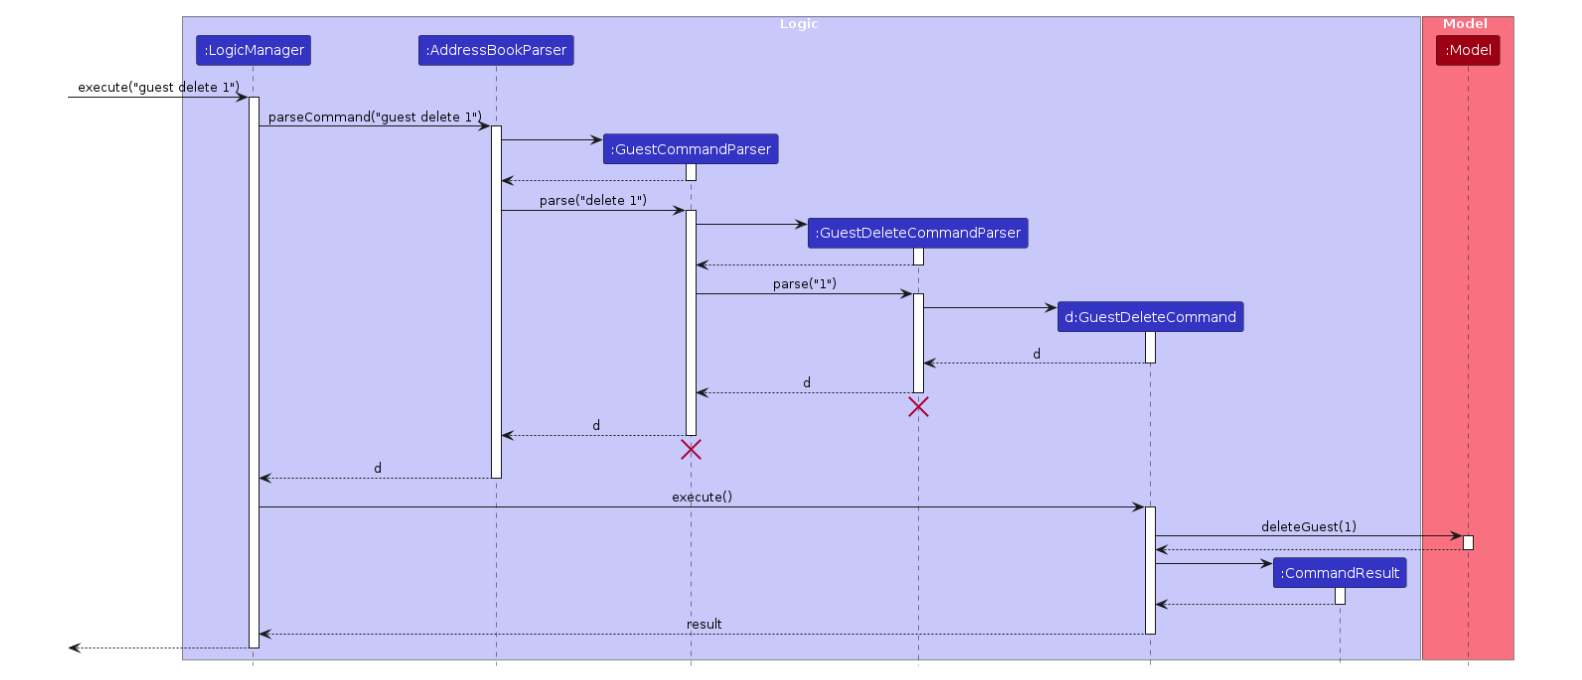 Logic
Model
:LogicManager
:AddressBookParser
:Model
execute("guest delete 1")
parseCommand("guest delete 1")
:GuestCommandParser
parse("delete 1")
:GuestDeleteCommandParser
parse("1")
d:GuestDeleteCommand
d
d
d
d
execute()
deleteGuest(1)
:CommandResult
result